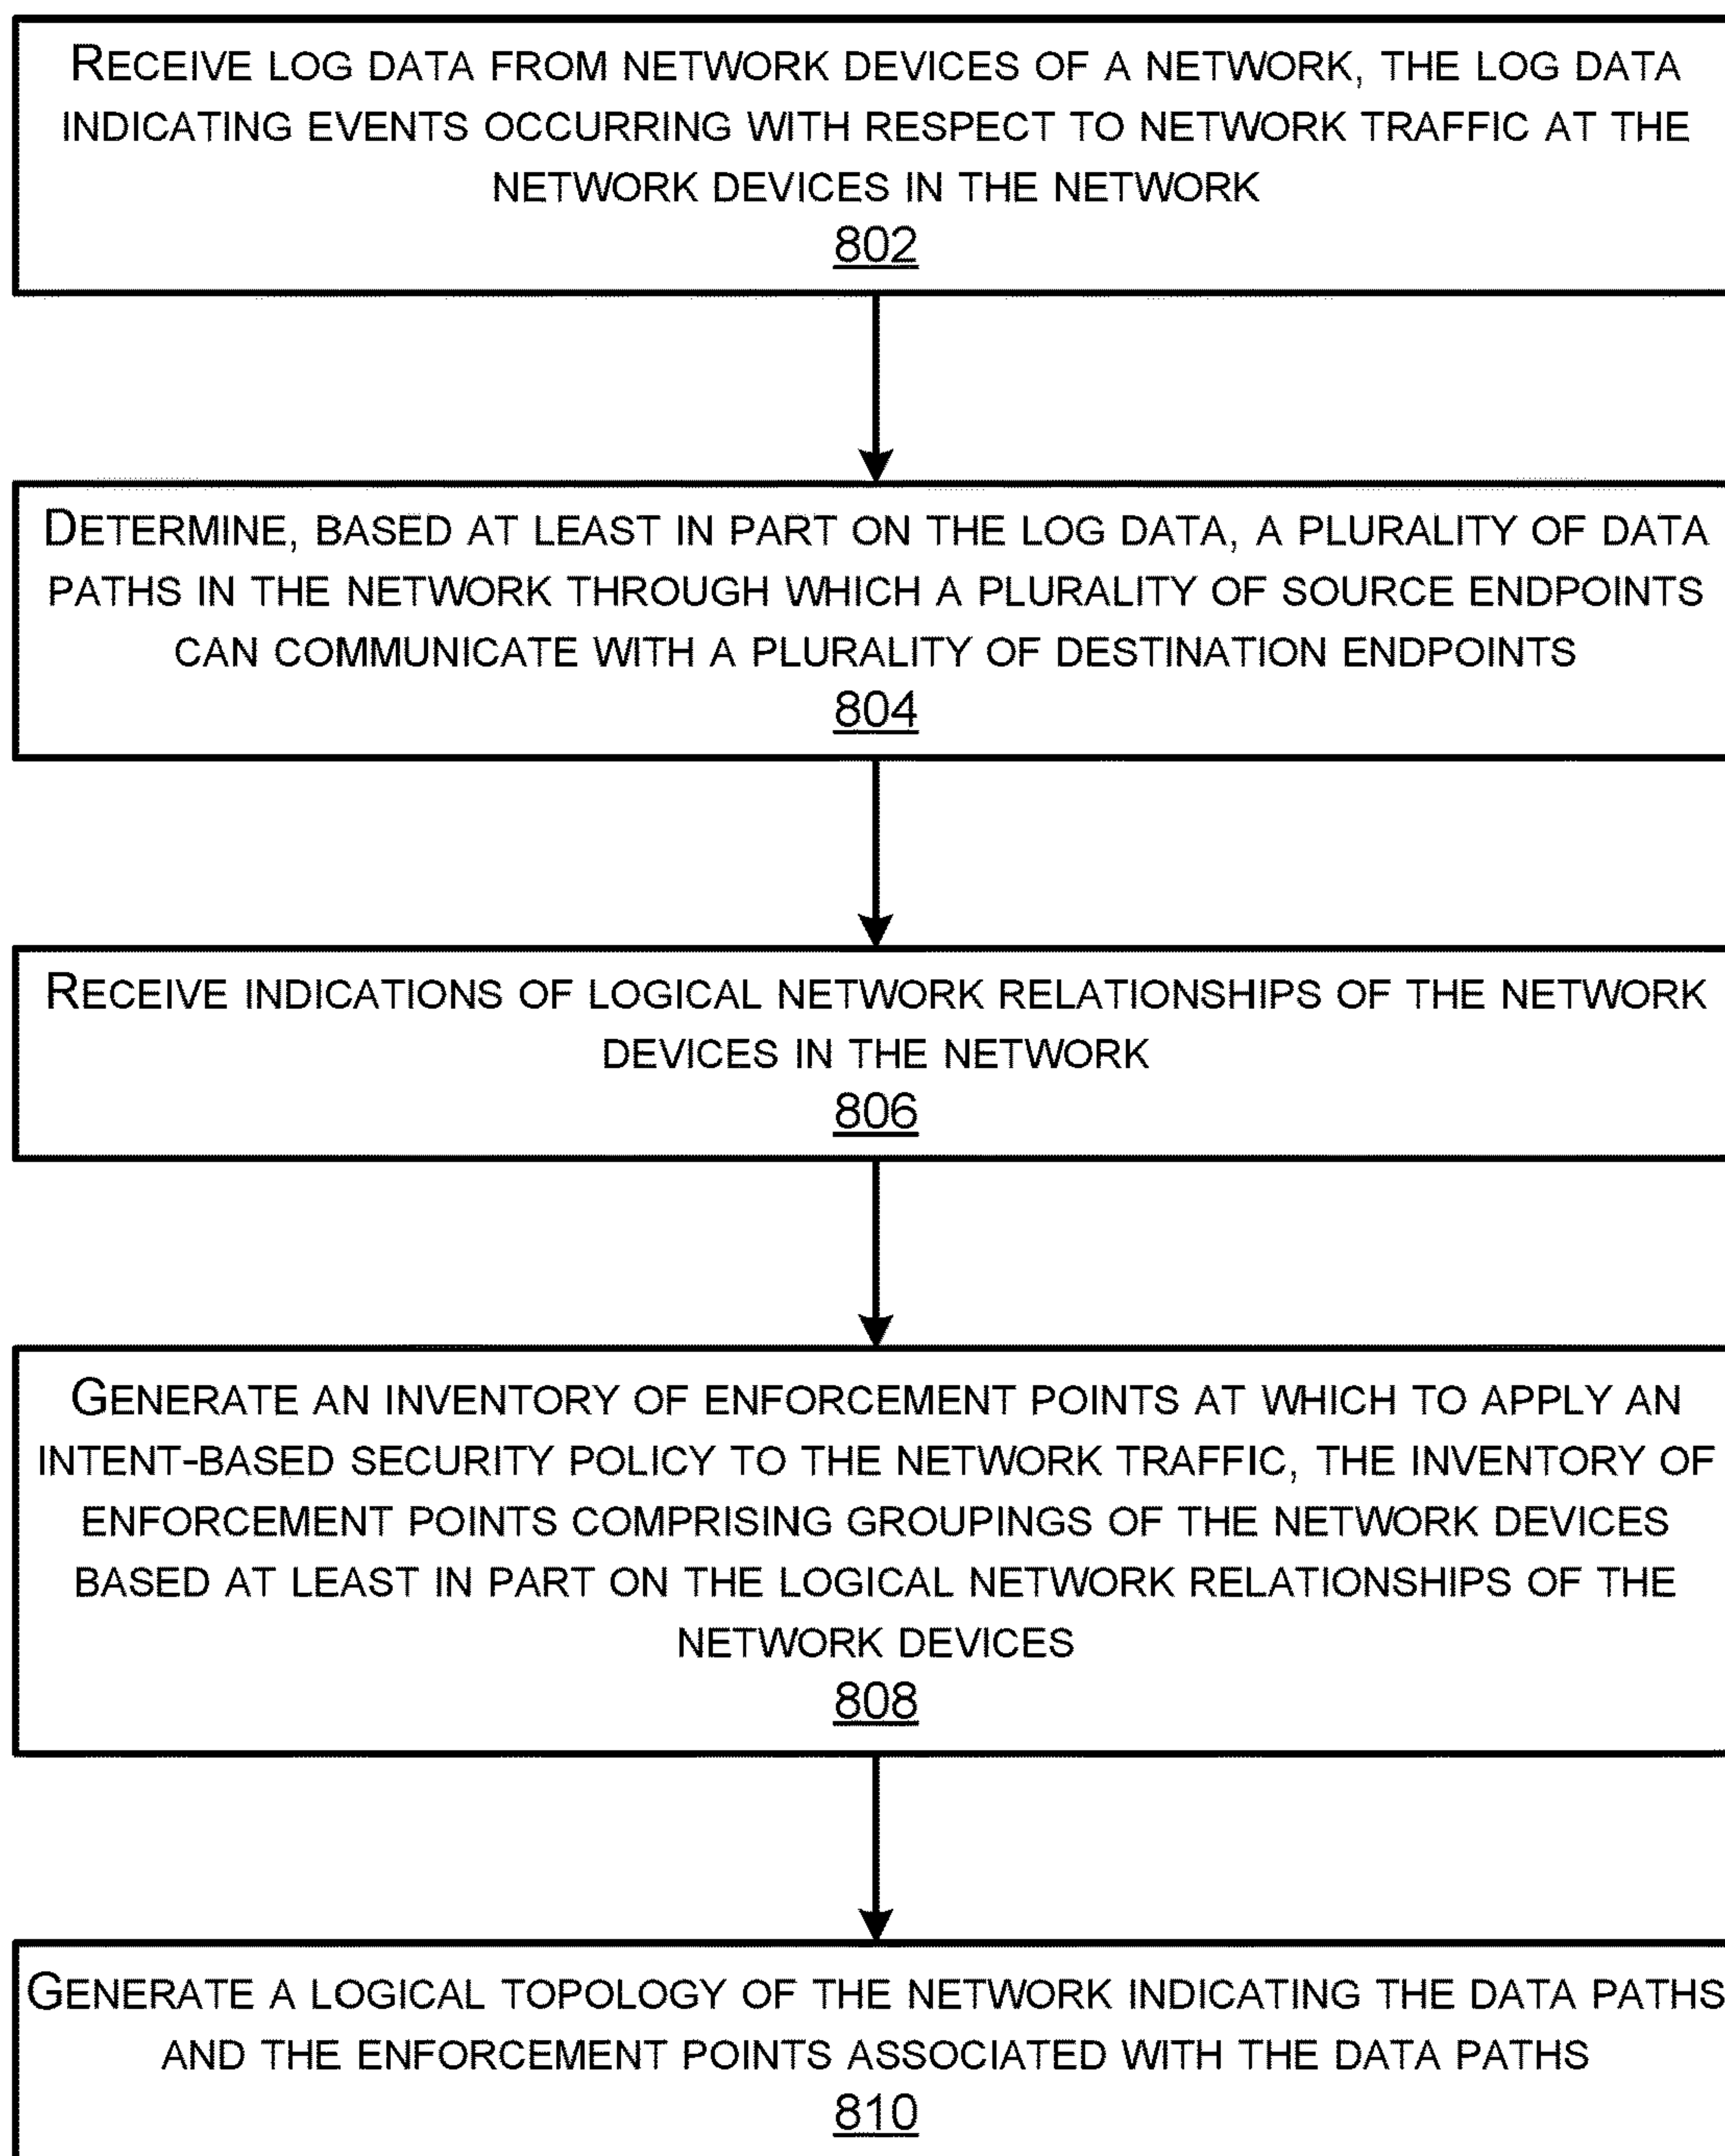 RECEIVE LOG DATA FROM NETWORK DEVICES OF A NETWORK, THE LOG DATA
INDICATING EVENTS OCCURRING WITH RESPECT TO NETWORK TRAFFIC AT THE
NETWORK DEVICES IN THE NETWORK
802
DETERMINE, BASED AT LEAST IN PART ON THE LOG DATA, A PLURALITY OF DATA
PATHS IN THE NETWORK THROUGH WHICH A PLURALITY OF SOURCE ENDPOINTS
CAN COMMUNICATE WITH A PLURALITY OF DESTINATION ENDPOINTS
804
RECEIVE INDICATIONS OF LOGICAL NETWORK RELATIONSHIPS OF THE NETWORK
DEVICES IN THE NETWORK
806
GENERATE AN INVENTORY OF ENFORCEMENT POINTS AT WHICH TO APPLY AN
INTENT-BASED SECURITY POLICY TO THE NETWORK TRAFFIC, THE INVENTORY OF
ENFORCEMENT POINTS COMPRISING GROUPINGS OF THE NETWORK DEVICES
BASED AT LEAST IN PART ON THE LOGICAL NETWORK RELATIONSHIPS OF THE
NETWORK DEVICES
808
GENERATE A LOGICAL TOPOLOGY OF THE NETWORK INDICATING THE DATA PATHS
AND THE ENFORCEMENT POINTS ASSOCIATED WITH THE DATA PATHS
810